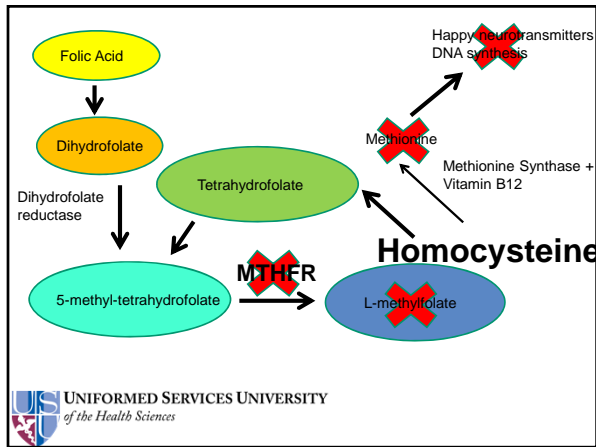 Happy neurotransmitters
DNA synthesis
Folic Acid
Methionine
Dihydrofolate
Methionine Synthase +
Vitamin B12
Tetrahydrofolate
Dihydrofolate
reductase
Homocysteine
MTHFR
5-methyl-tetrahydrofolate
L-methylfolate
UNIFORMED SERVICES UNIVERSITY
of the Health Sciences